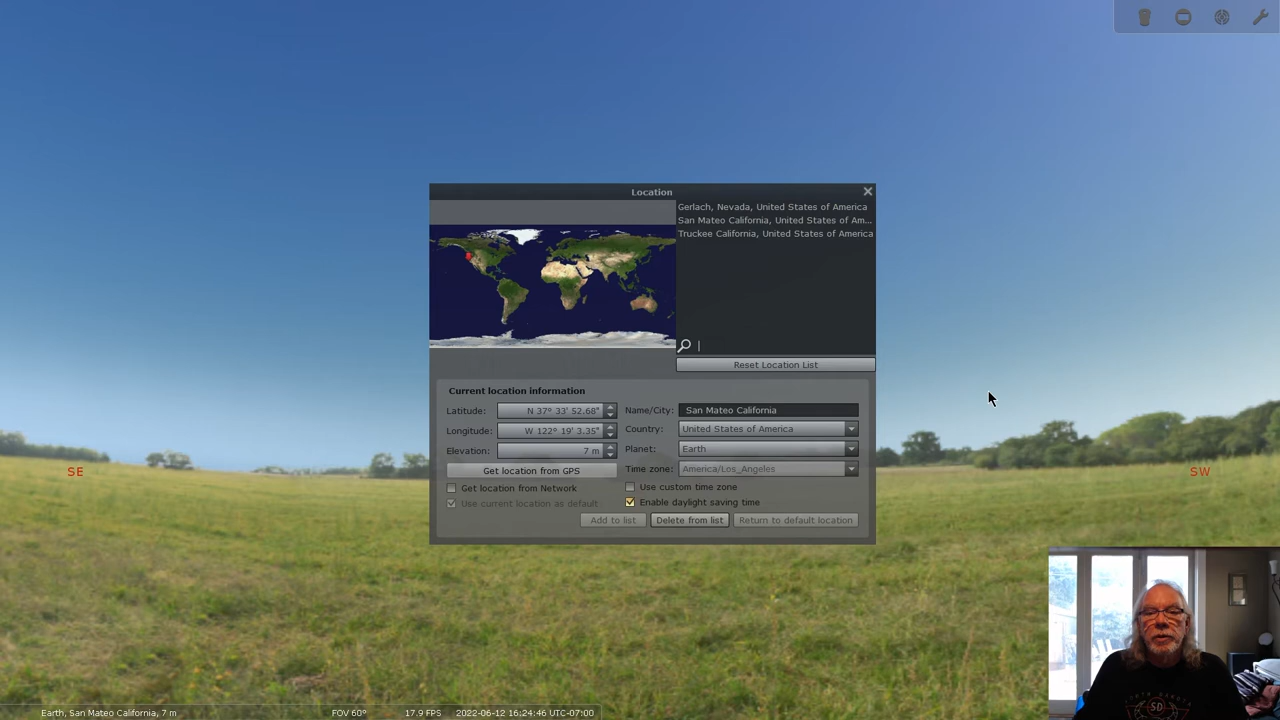 Location
Gerlach, Nevada, United States of America
San Mateo California, United States of Am...
Truckee California, United States of America
Reset Location List
Current location information
Latitude: N 37° 33' 52.68"
Name/City: San Mateo California
Longitude: W 122° 19' 3.35"
Country: United States of America
Elevation: 7 m
Planet: Earth
Get location from GPS
Time zone: America/Los_Angeles
Get location from Network
Use custom time zone
Use current location as default
Enable daylight saving time
Add to list
Delete from list
Return to default location
SE
SW
SD
Earth, San Mateo California, 7 m
FOV 60°
17.9 FPS
2022-06-12 16:24:46 UTC-07:00